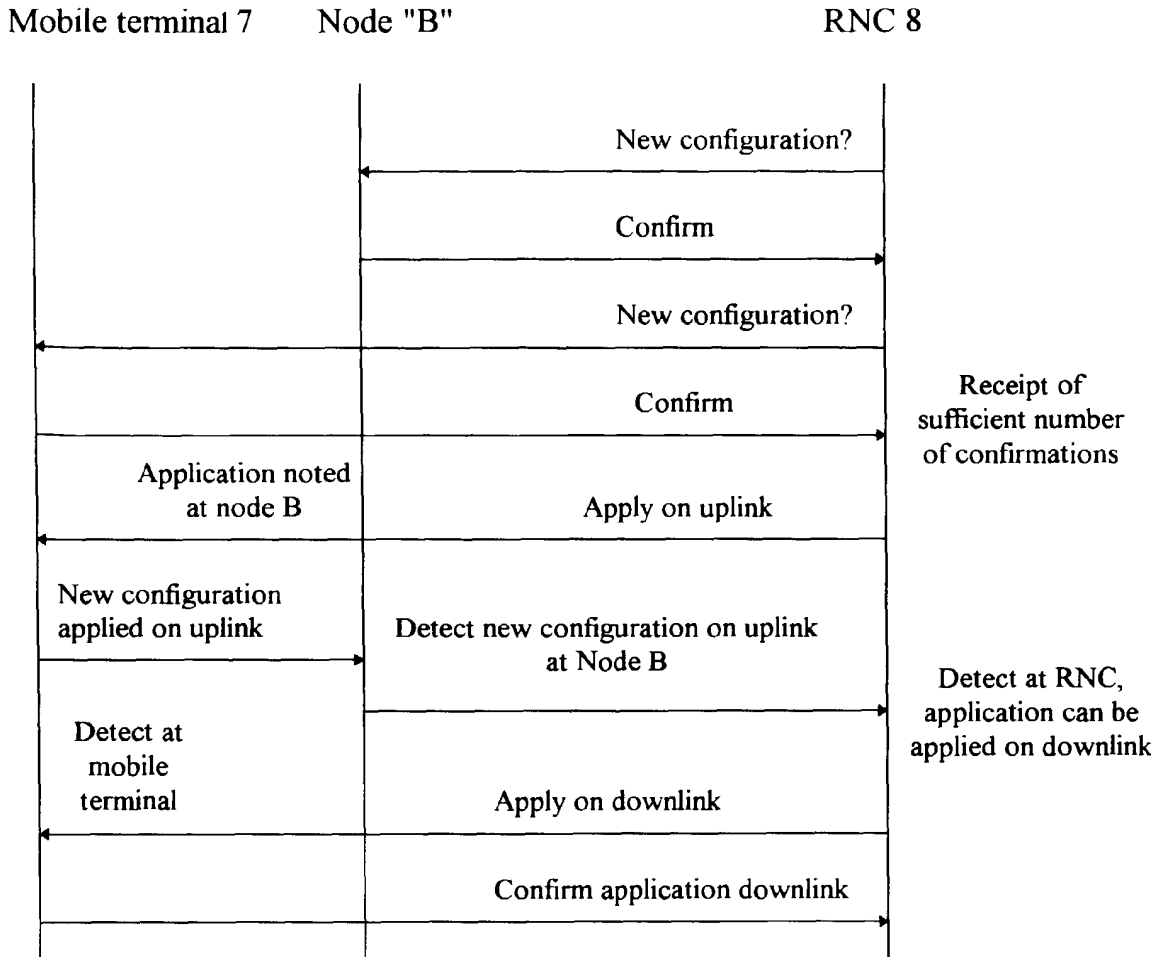 Mobile terminal 7
Node "B"
RNC 8
New configuration?
Confirm
New configuration?
Confirm
Receipt of
sufficient number
of confirmations
Application noted
at node B
Apply on uplink
New configuration
applied on uplink
Detect new configuration on uplink
at Node B
Detect at RNC,
application can be
applied on downlink
Detect at
mobile
terminal
Apply on downlink
Confirm application downlink